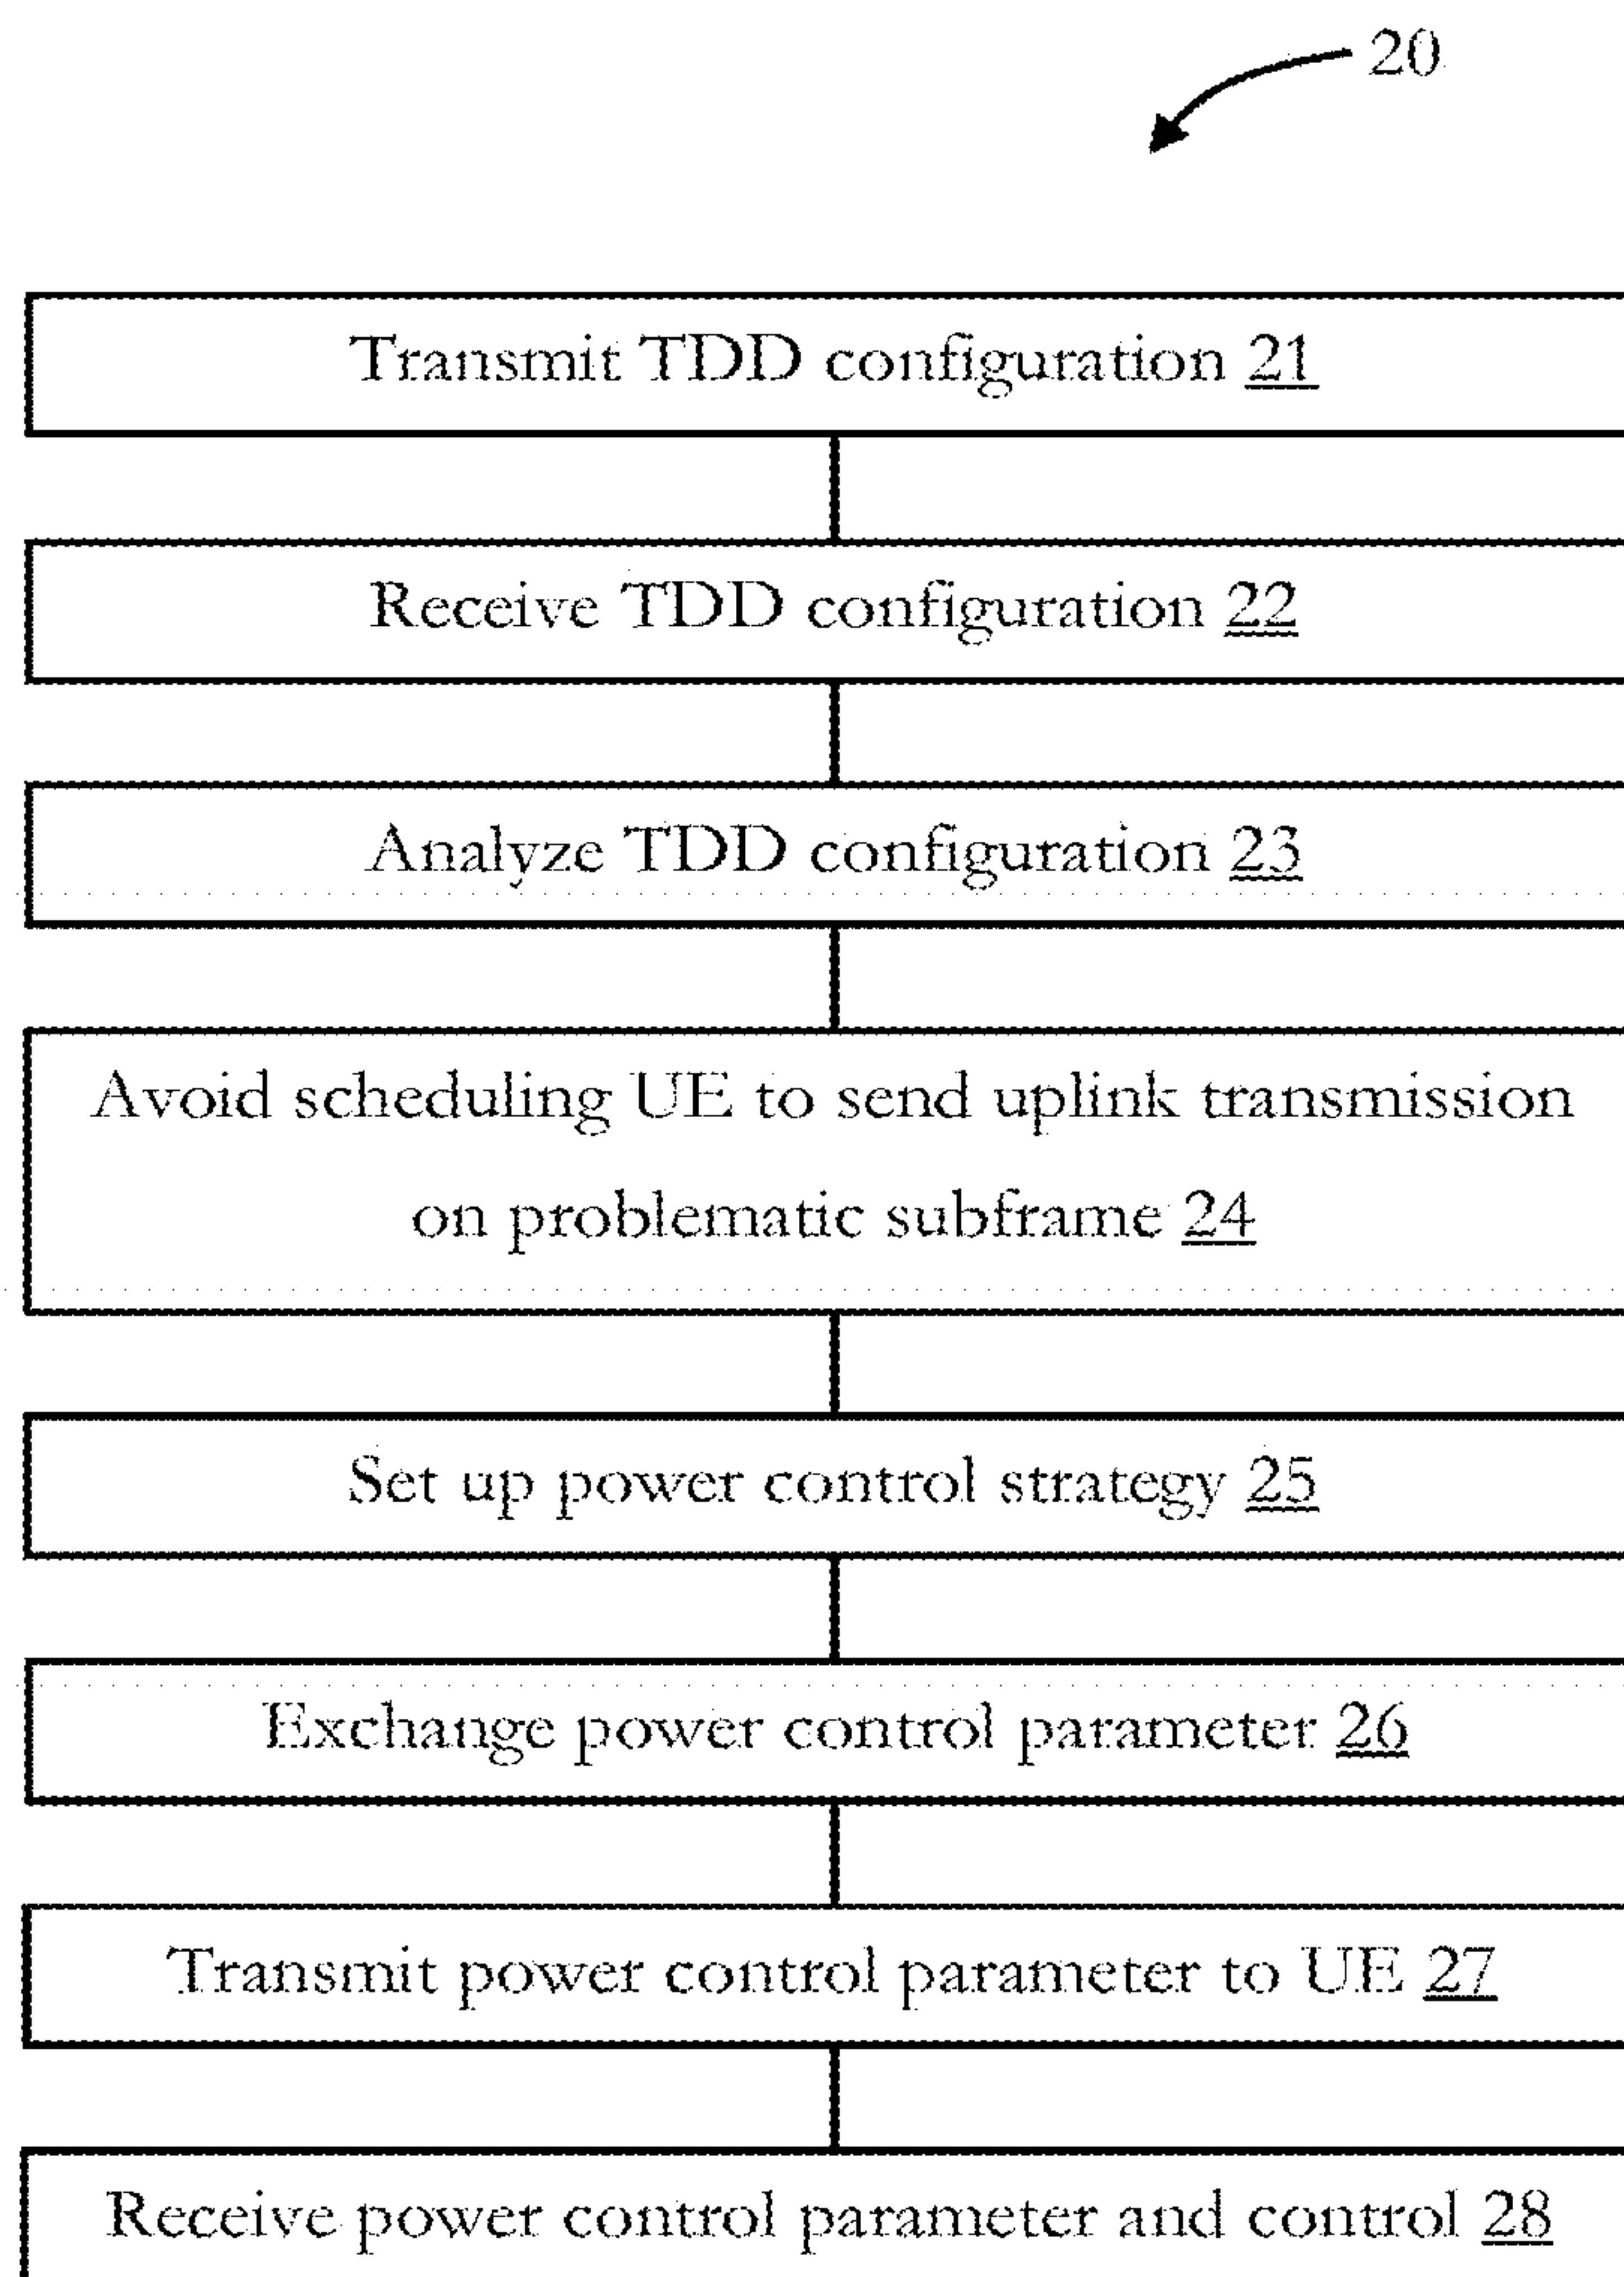 20
Transmit TDD configuration 21
Receive TDD configuration 22
Analyze TDD configuration 23
Avoid scheduling UE to send uplink transmission
on problematic subframe 24
Set up power control strategy 25
Exchange power control parameter 26
Transmit power control parameter to UE 27
Receive power control parameter and control 28